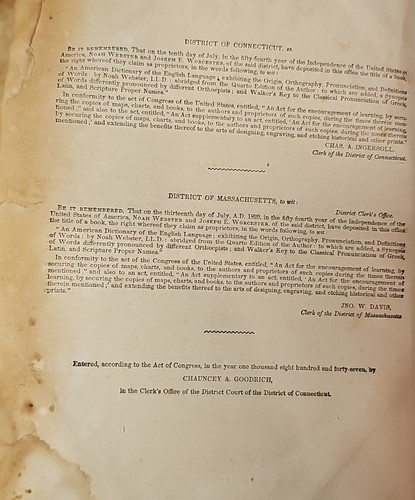 DISTRICT OF CONNECTICUT, ss.
BE IT REMEMBERED, That on the tenth day of July, in the fifty-fourth year of the Independence of the United States of
America, NOAH WEBSTER and JOSEPH E. WORCESTER, of the said district, have deposited in this office the title of a book,
the right whereof they claim as proprietors, in the words following, to wit:
"An American Dictionary of the English Language; exhibiting the Origin, Orthography, Pronunciation, and Definitions
of Words: by Noah Webster, LL. D.: abridged from the Quarto Edition of the Author: to which are added, a Synopsis
of Words differently pronounced by different Orthoepists; and Walker's Key to the Classical Pronunciation of Greek,
Latin, and Scripture Proper Names."
In conformity to the act of Congress of the United States, entitled, "An Act for the encouragement of learning, by secu-
ring the copies of maps, charts, and books, to the authors and proprietors of such copies, during the times therein men-
tioned;" and also to the act, entitled, "An Act supplementary to an act, entitled, 'An Act for the encouragement of learning,
by securing the copies of maps, charts, and books, to the authors and proprietors of such copies, during the times therein
mentioned,' and extending the benefits thereof to the arts of designing, engraving, and etching historical and other prints."
CHAS. A. INGERSOLL,
Clerk of the District of Connecticut.
DISTRICT OF MASSACHUSETTS, to wit:
District Clerk's Office.
BE IT REMEMBERED, That on the thirteenth day of July, A.D. 1829, in the fifty-fourth year of the Independence of the
United States of America, NOAH WEBSTER and JOSEPH E. WORCESTER, of the said district, have deposited in this office
the title of a book, the right whereof they claim as proprietors, in the words following, to wit:
"An American Dictionary of the English Language; exhibiting the Origin, Orthography, Pronunciation, and Definitions
of Words: by Noah Webster, LL. D.: abridged from the Quarto Edition of the Author: to which are added, a Synopsis
of Words differently pronounced by different Orthoepists; and Walker's Key to the Classical Pronunciation of Greek,
Latin, and Scripture Proper Names."
In conformity to the act of the Congress of the United States, entitled, "An Act for the encouragement of learning, by
securing the copies of maps, charts, and books, to the authors and proprietors of such copies during the times therein
mentioned;" and also to an act, entitled, "An Act supplementary to an act, entitled, 'An Act for the encouragement of
learning, by securing the copies of maps, charts, and books, to the authors and proprietors of such copies, during the times
therein mentioned,' and extending the benefits thereof to the arts of designing, engraving, and etching historical and other
prints."
JNO. W. DAVIS,
Clerk of the District of Massachusetts.
Entered, according to the Act of Congress, in the year one thousand eight hundred and forty-seven, by
CHAUNCEY A. GOODRICH,
in the Clerk's Office of the District Court of the District of Connecticut.